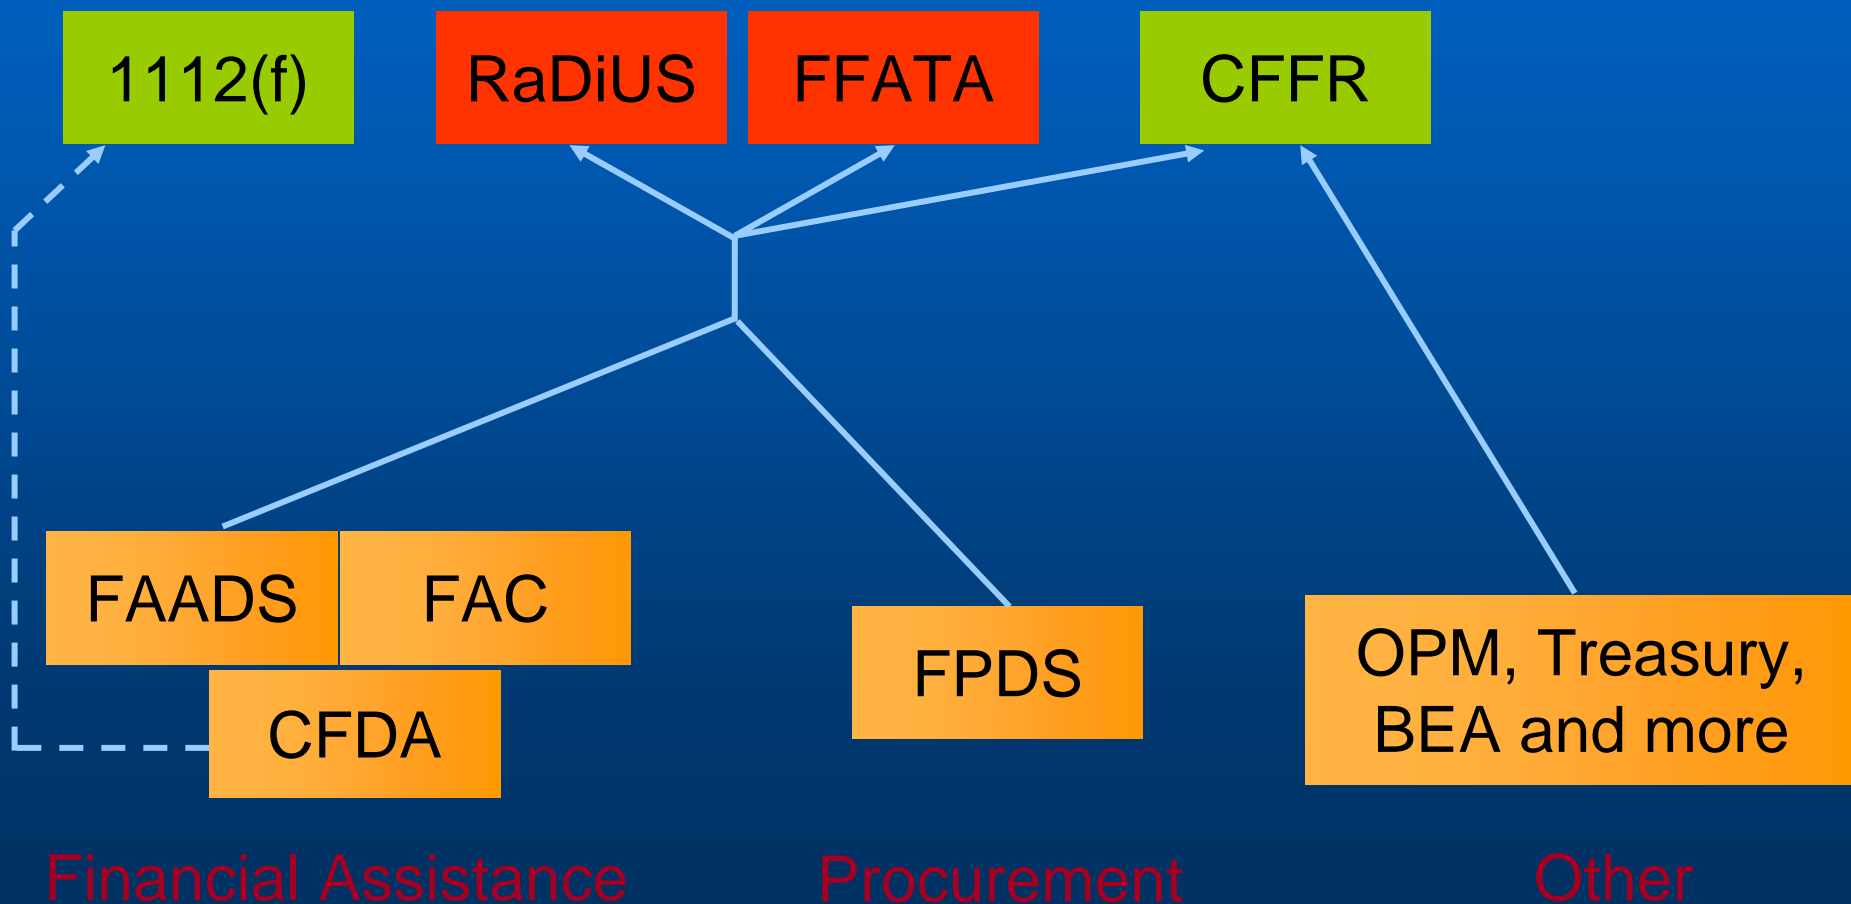 1112(f)
RaDiUS
FFATA
CFFR
FAADS
FAC
CFDA
FPDS
OPM, Treasury,
BEA and more
Financial Assistance
Procurement
Other